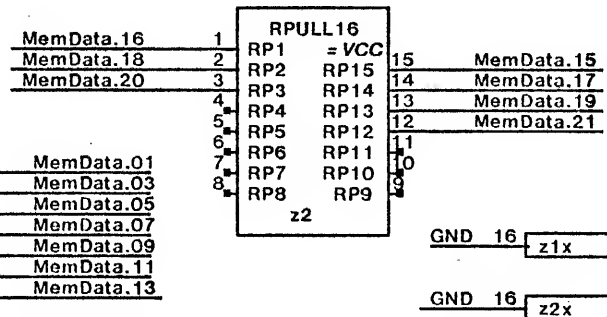 RPULL16
MemData.16 1 RP1 = VCC
MemData.18 2 RP2 RP15 15 MemData.15
MemData.20 3 RP3 RP14 14 MemData.17
4 RP4 RP13 13 MemData.19
5 RP5 RP12 12 MemData.21
6 RP6 RP11 11
7 RP7 RP10 10
8 RP8 RP9 9
z2
MemData.01
MemData.03
MemData.05
MemData.07
MemData.09
MemData.11
MemData.13
GND 16 z1x
GND 16 z2x